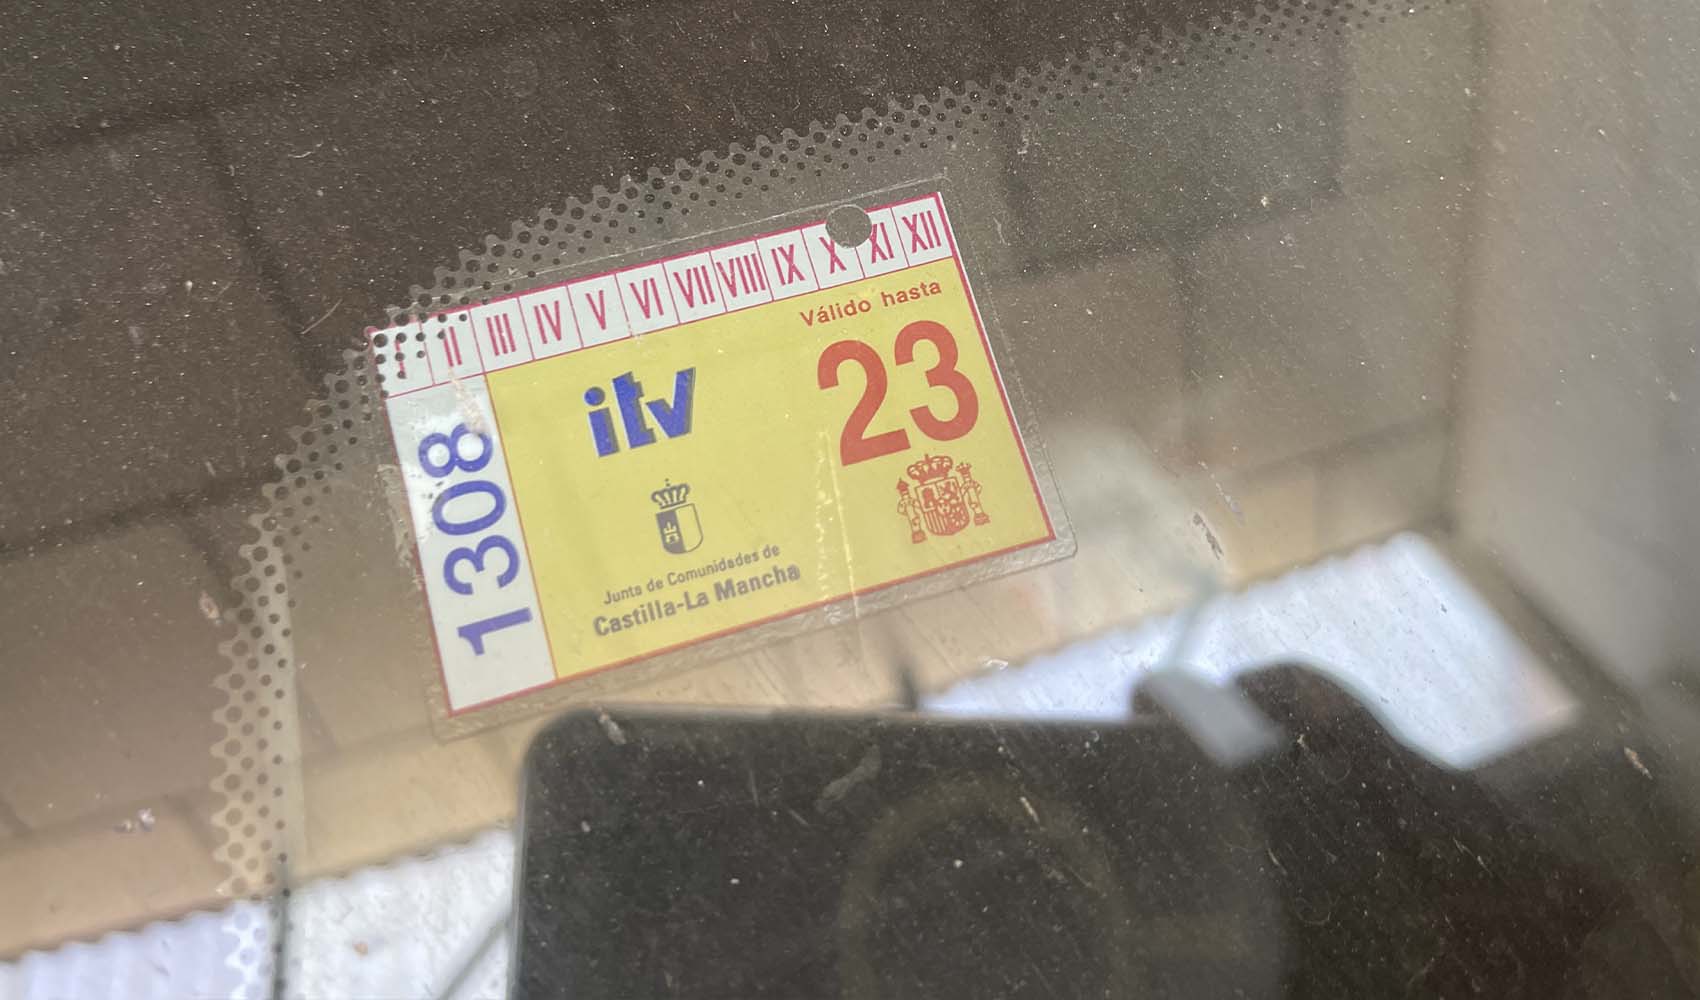 I II III IV V VI VII VIII IX X XI XII
Válido hasta
23
itv
1308
Junta de Comunidades de
Castilla-La Mancha